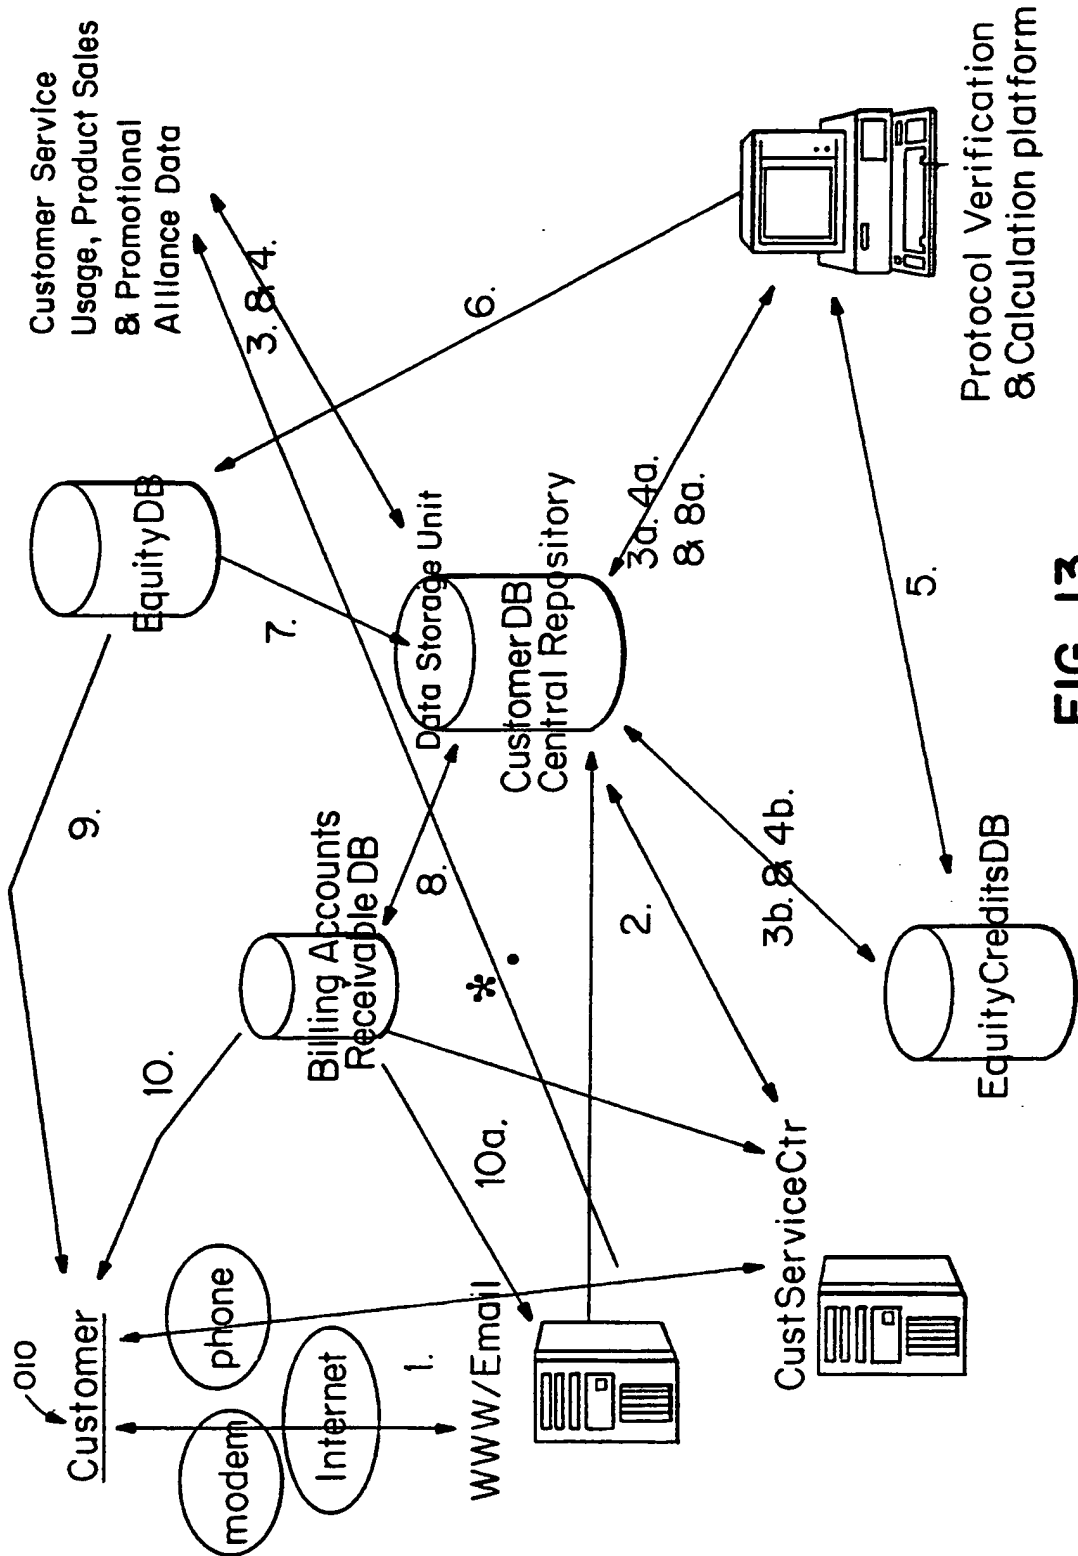 010
Customer
modem
phone
Internet
1.
WWW/Email
CustServiceCtr
10.
10a.
9.
Billing Accounts
Receivable DB
*
8.
2.
3b. & 4b.
EquityCreditsDB
EquityDB
7.
Data Storage Unit
CustomerDB
Central Repository
3a. 4a.
& 8a.
5.
6.
3. & 4.
Customer Service
Usage, Product Sales
& Promotional
Alliance Data
Protocol Verification
& Calculation platform
FIG. 13